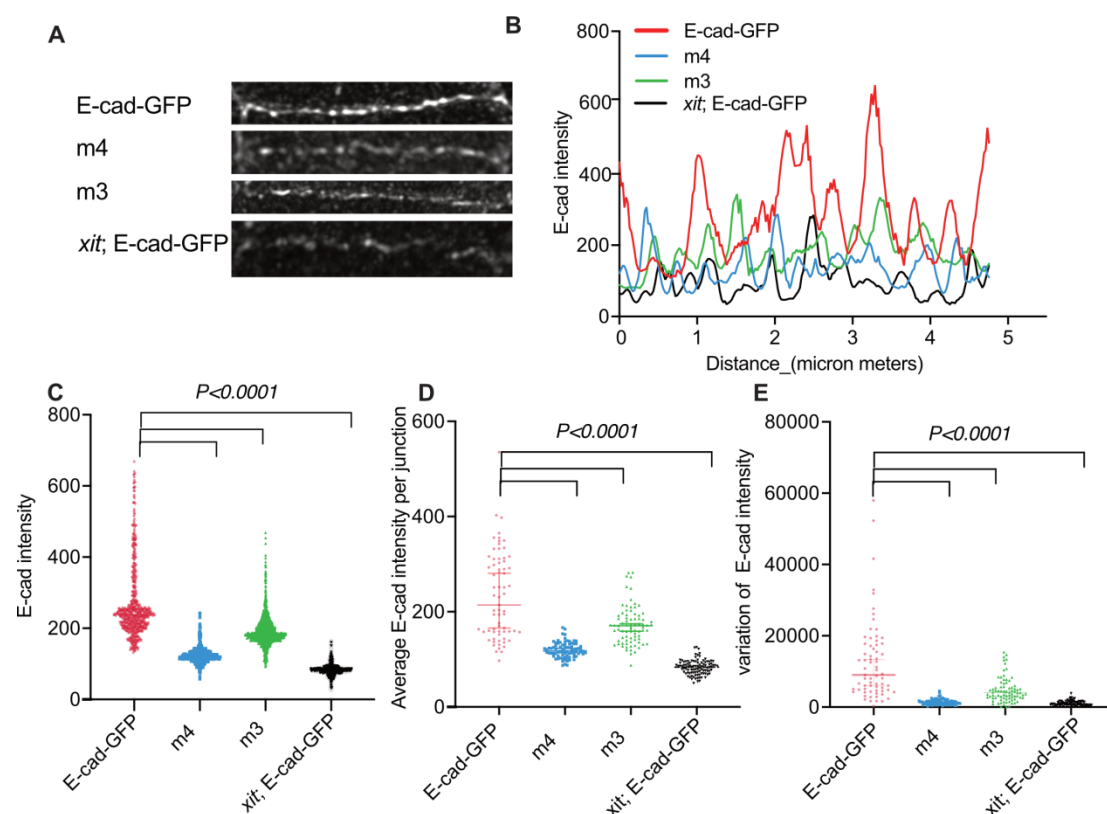 A
E-cad-GFP
m4
m3
xit; E-cad-GFP
B
E-cad-GFP
m4
m3
xit; E-cad-GFP
E-cad intensity
800
600
400
200
0
0 1 2 3 4 5
Distance_(micron meters)
C
P<0.0001
E-cad intensity
800
600
400
200
0
E-cad-GFP
m4
m3
xit; E-cad-GFP
D
P<0.0001
Average E-cad intensity per junction
600
400
200
0
E-cad-GFP
m4
m3
xit; E-cad-GFP
E
P<0.0001
variation of E-cad intensity
80000
60000
40000
20000
0
E-cad-GFP
m4
m3
xit; E-cad-GFP